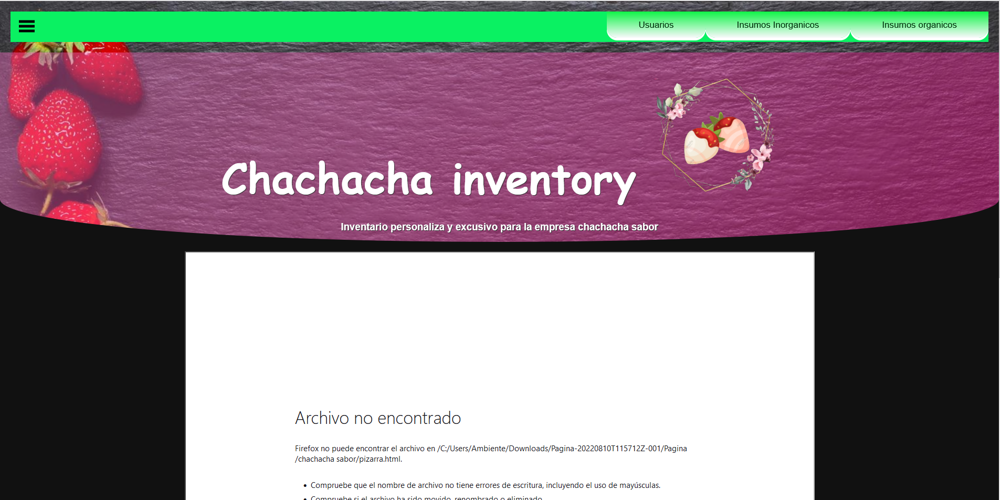 Usuarios
Insumos Inorganicos
Insumos organicos
Chachacha inventory
Inventario personaliza y excusivo para la empresa chachacha sabor
Archivo no encontrado
Firefox no puede encontrar el archivo en /C:/Users/Ambiente/Downloads/Pagina-20220810T115712Z-001/Pagina
/chachacha sabor/pizarra.html.
Compruebe que el nombre de archivo no tiene errores de escritura, incluyendo el uso de mayúsculas.
Compruebe si el archivo ha sido movido, renombrado o eliminado.